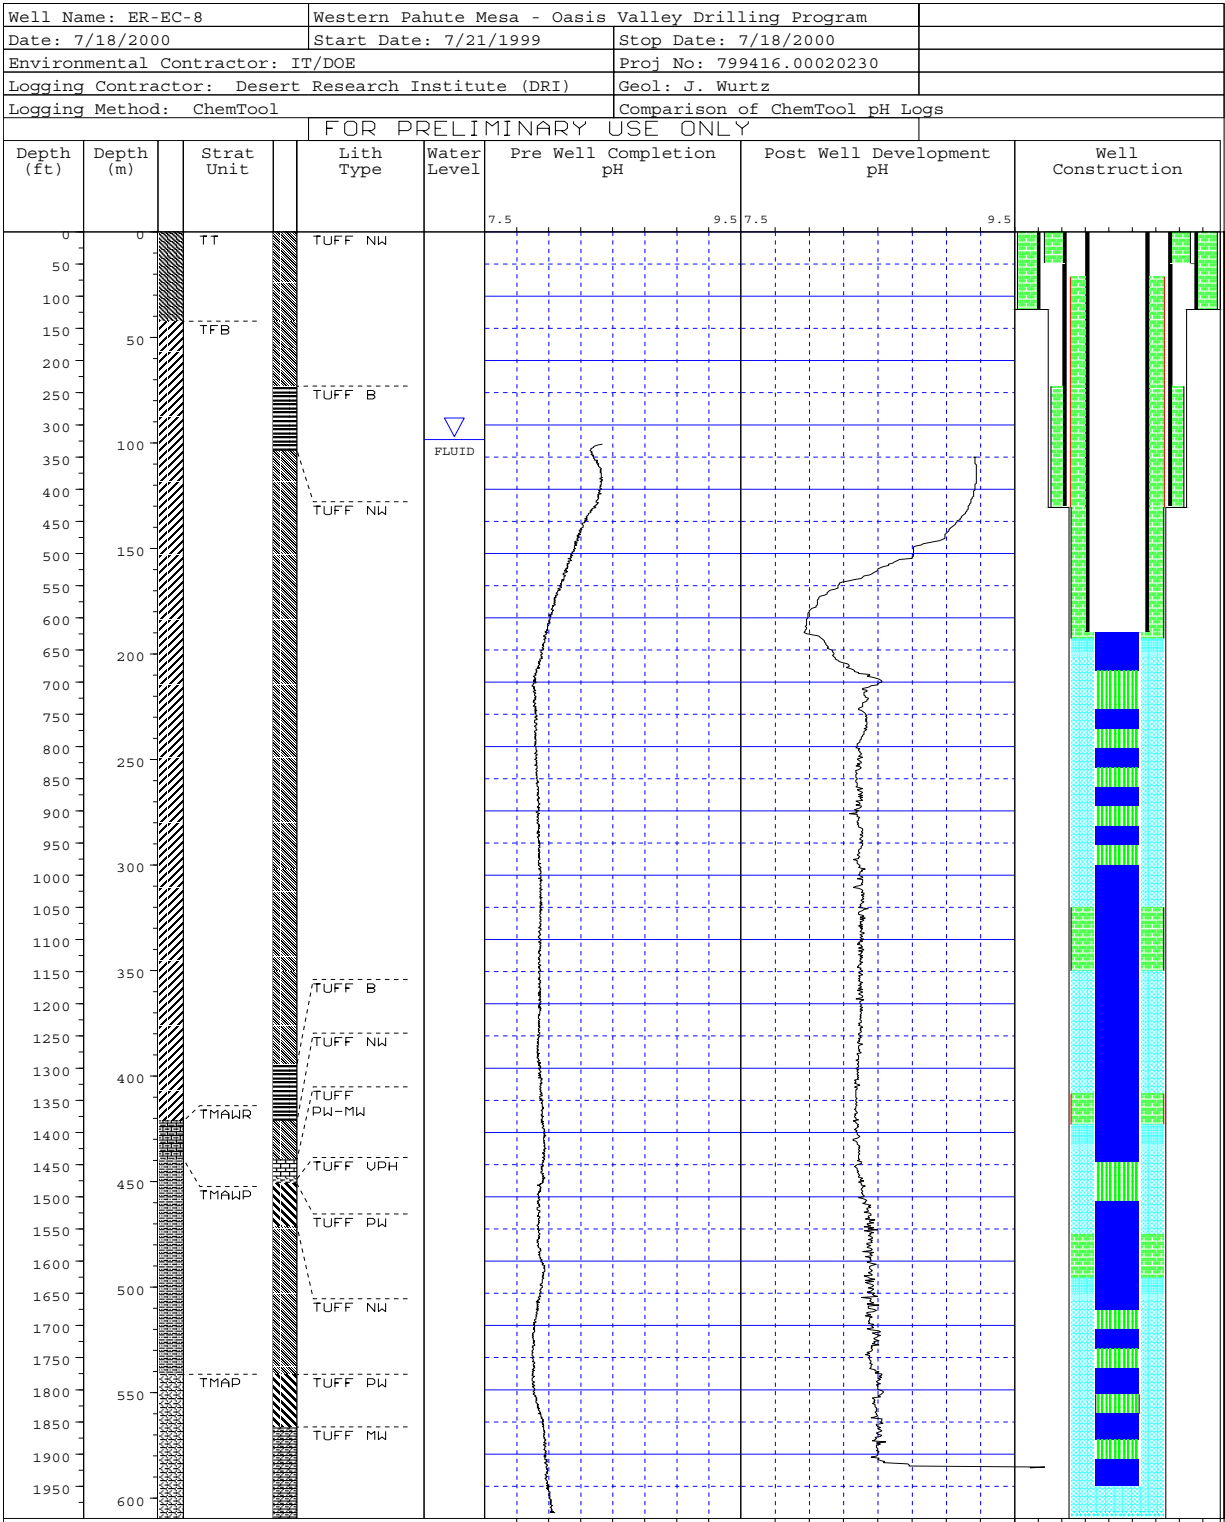 Well Name: ER-EC-8 Western Pahute Mesa - Oasis Valley Drilling Program
Date: 7/18/2000 Start Date: 7/21/1999 Stop Date: 7/18/2000
Environmental Contractor: IT/DOE Proj No: 799416.00020230
Logging Contractor: Desert Research Institute (DRI) Geol: J. Wurtz
Logging Method: ChemTool Comparison of ChemTool pH Logs
FOR PRELIMINARY USE ONLY
Depth Depth Strat Lith Water Pre Well Completion Post Well Development Well
(ft) (m) Unit Type Level pH pH Construction
7.5 9.5 7.5 9.5
0 0 TT TUFF NW
50
100
150 TFB
50
200
250 TUFF B
300
100 FLUID
350
400
TUFF NW
450
150
500
550
600
650 200
700
750
800 250
850
900
950
300
1000
1050
1100
1150 350
TUFF B
1200
1250 TUFF NW
1300 400
1350 TUFF
TMAWR PW-MW
1400
1450 TUFF VPH
450 TMAWP
1500
TUFF PW
1550
1600
500
1650 TUFF NW
1700
1750
TMAP TUFF PW
1800 550
1850
TUFF MW
1900
1950
600